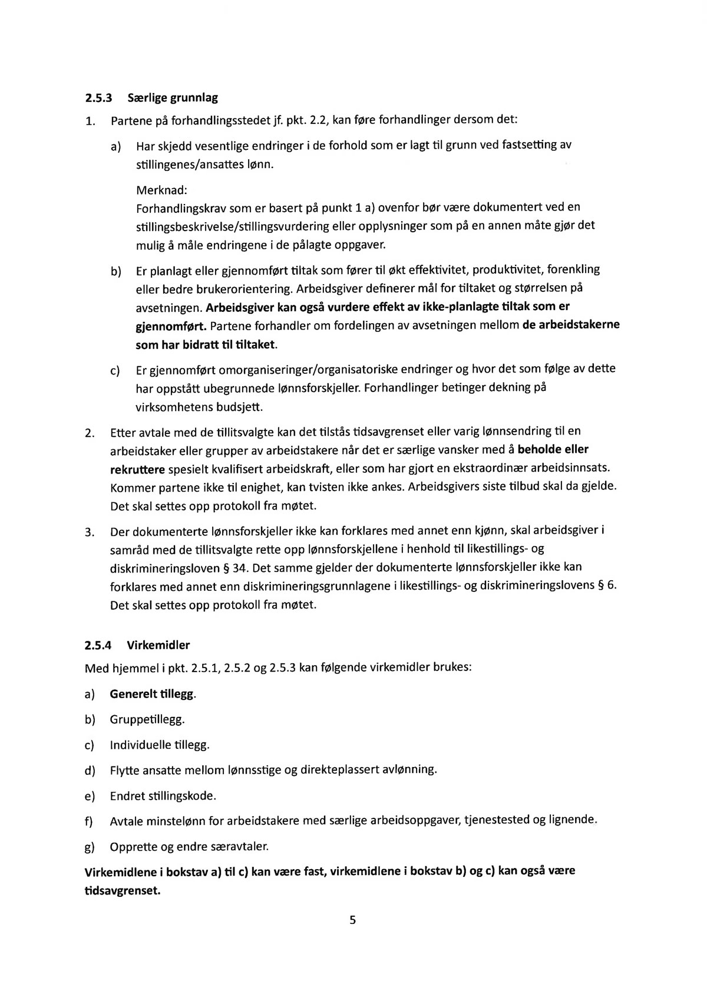 2.5.3 Særlige grunnlag
1. Partene på forhandlingsstedet jf. pkt. 2.2, kan føre forhandlinger dersom det:
a) Har skjedd vesentlige endringer i de forhold som er lagt til grunn ved fastsetting av
stillingenes/ansattes lønn.
Merknad:
Forhandlingskrav som er basert på punkt 1 a) ovenfor bør være dokumentert ved en
stillingsbeskrivelse/stillingsvurdering eller opplysninger som på en annen måte gjør det
mulig å måle endringene i de pålagte oppgaver.
b) Er planlagt eller gjennomført tiltak som fører til økt effektivitet, produktivitet, forenkling
eller bedre brukerorientering. Arbeidsgiver definerer mål for tiltaket og størrelsen på
avsetningen. Arbeidsgiver kan også vurdere effekt av ikke-planlagte tiltak som er
gjennomført. Partene forhandler om fordelingen av avsetningen mellom de arbeidstakerne
som har bidratt til tiltaket.
c) Er gjennomført omorganiseringer/organisatoriske endringer og hvor det som følge av dette
har oppstått ubegrunnede lønnsforskjeller. Forhandlinger betinger dekning på
virksomhetens budsjett.
2. Etter avtale med de tillitsvalgte kan det tilstås tidsavgrenset eller varig lønnsendring til en
arbeidstaker eller grupper av arbeidstakere når det er særlige vansker med å beholde eller
rekruttere spesielt kvalifisert arbeidskraft, eller som har gjort en ekstraordinær arbeidsinnsats.
Kommer partene ikke til enighet, kan tvisten ikke ankes. Arbeidsgivers siste tilbud skal da gjelde.
Det skal settes opp protokoll fra møtet.
3. Der dokumenterte lønnsforskjeller ikke kan forklares med annet enn kjønn, skal arbeidsgiver i
samråd med de tillitsvalgte rette opp lønnsforskjellene i henhold til likestillings- og
diskrimineringsloven § 34. Det samme gjelder der dokumenterte lønnsforskjeller ikke kan
forklares med annet enn diskrimineringsgrunnlagene i likestillings- og diskrimineringslovens § 6.
Det skal settes opp protokoll fra møtet.
2.5.4 Virkemidler
Med hjemmel i pkt. 2.5.1, 2.5.2 og 2.5.3 kan følgende virkemidler brukes:
a) Generelt tillegg.
b) Gruppetillegg.
c) Individuelle tillegg.
d) Flytte ansatte mellom lønnsstige og direkteplassert avlønning.
e) Endret stillingskode.
f) Avtale minstelønn for arbeidstakere med særlige arbeidsoppgaver, tjenestested og lignende.
g) Opprette og endre særavtaler.
Virkemidlene i bokstav a) til c) kan være fast, virkemidlene i bokstav b) og c) kan også være
tidsavgrenset.
5